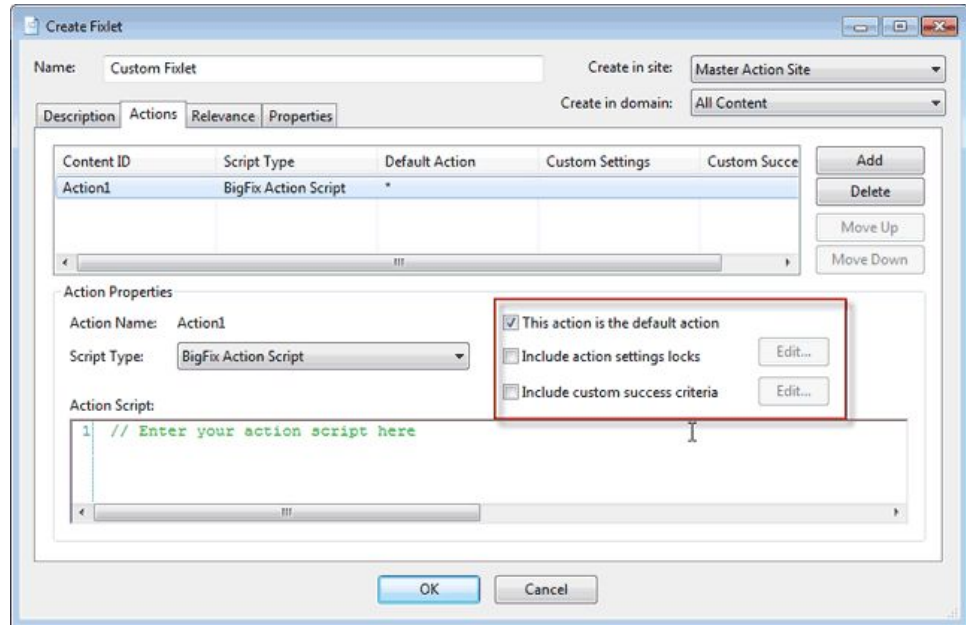 Create Fixlet
Name: Custom Fixlet Create in site: Master Action Site
Create in domain: All Content
Description Actions Relevance Properties
Content ID Script Type Default Action Custom Settings Custom Succe
Action1 BigFix Action Script *
Add
Delete
Move Up
Move Down
Action Properties
Action Name: Action1
Script Type: BigFix Action Script
This action is the default action
Include action settings locks Edit...
Include custom success criteria Edit...
Action Script:
1 // Enter your action script here
OK Cancel